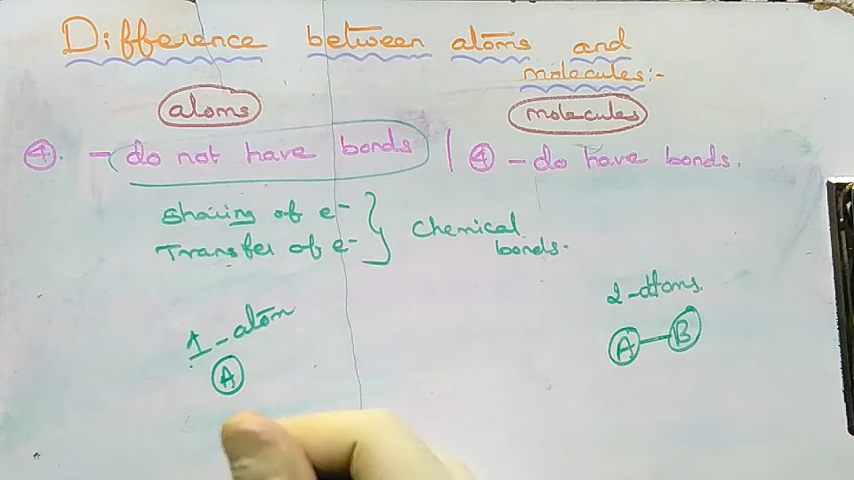 Difference between atoms and
molecules:-
atoms
molecules
④. - do not have bonds | ④ - do have bonds.
Sharing of e-
Transfer of e-
} Chemical
bonds.
1-atom
A
2-atoms.
A-B